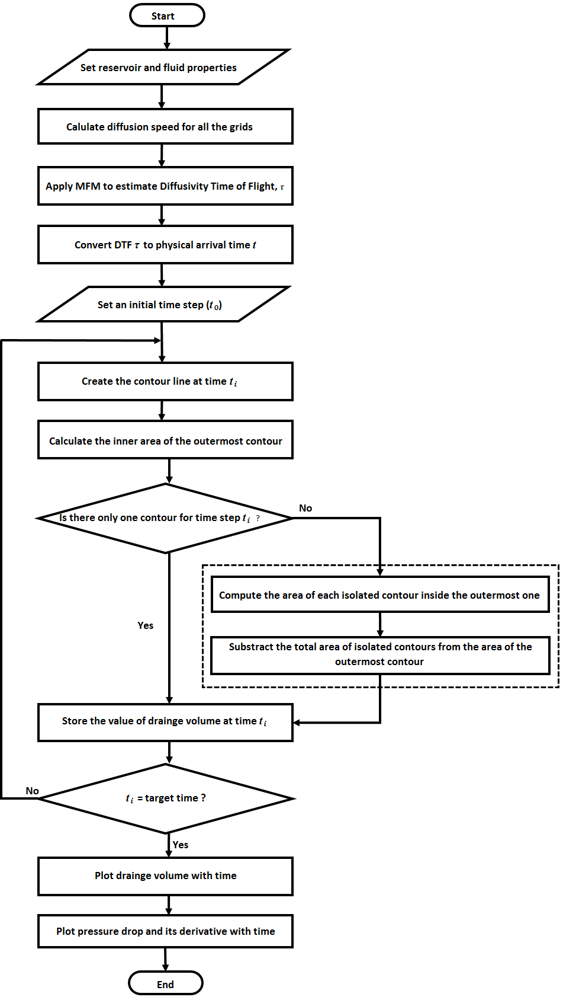 Start
Set reservoir and fluid properties
Calulate diffusion speed for all the grids
Apply MFM to estimate Diffusivity Time of Flight, τ
Convert DTF τ to physical arrival time t
Set an initial time step (t₀)
Create the contour line at time tᵢ
Calculate the inner area of the outermost contour
Is there only one contour for time step tᵢ ?
No
Compute the area of each isolated contour inside the outermost one
Yes
Substract the total area of isolated contours from the area of the
outermost contour
Store the value of drainge volume at time tᵢ
No
tᵢ = target time ?
Yes
Plot drainge volume with time
Plot pressure drop and its derivative with time
End